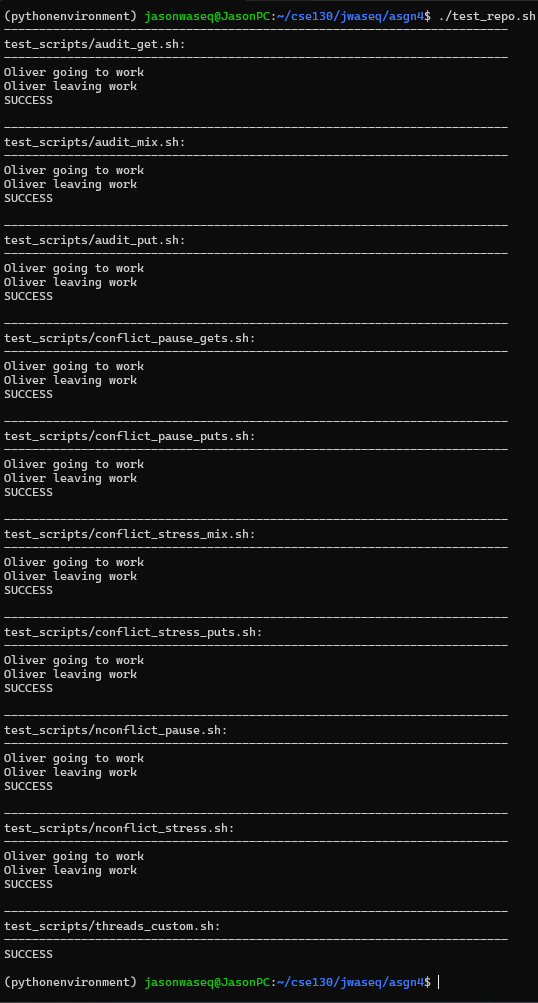 (pythonenvironment) jasonwaseq@JasonPC:~/cse130/jwaseq/asgn4$ ./test_repo.sh
————————————————————————————————————————————————————————————————————————
test_scripts/audit_get.sh:
————————————————————————————————————————————————————————————————————————
Oliver going to work
Oliver leaving work
SUCCESS

————————————————————————————————————————————————————————————————————————
test_scripts/audit_mix.sh:
————————————————————————————————————————————————————————————————————————
Oliver going to work
Oliver leaving work
SUCCESS

————————————————————————————————————————————————————————————————————————
test_scripts/audit_put.sh:
————————————————————————————————————————————————————————————————————————
Oliver going to work
Oliver leaving work
SUCCESS

————————————————————————————————————————————————————————————————————————
test_scripts/conflict_pause_gets.sh:
————————————————————————————————————————————————————————————————————————
Oliver going to work
Oliver leaving work
SUCCESS

————————————————————————————————————————————————————————————————————————
test_scripts/conflict_pause_puts.sh:
————————————————————————————————————————————————————————————————————————
Oliver going to work
Oliver leaving work
SUCCESS

————————————————————————————————————————————————————————————————————————
test_scripts/conflict_stress_mix.sh:
————————————————————————————————————————————————————————————————————————
Oliver going to work
Oliver leaving work
SUCCESS

————————————————————————————————————————————————————————————————————————
test_scripts/conflict_stress_puts.sh:
————————————————————————————————————————————————————————————————————————
Oliver going to work
Oliver leaving work
SUCCESS

————————————————————————————————————————————————————————————————————————
test_scripts/nconflict_pause.sh:
————————————————————————————————————————————————————————————————————————
Oliver going to work
Oliver leaving work
SUCCESS

————————————————————————————————————————————————————————————————————————
test_scripts/nconflict_stress.sh:
————————————————————————————————————————————————————————————————————————
Oliver going to work
Oliver leaving work
SUCCESS

————————————————————————————————————————————————————————————————————————
test_scripts/threads_custom.sh:
————————————————————————————————————————————————————————————————————————
SUCCESS

(pythonenvironment) jasonwaseq@JasonPC:~/cse130/jwaseq/asgn4$